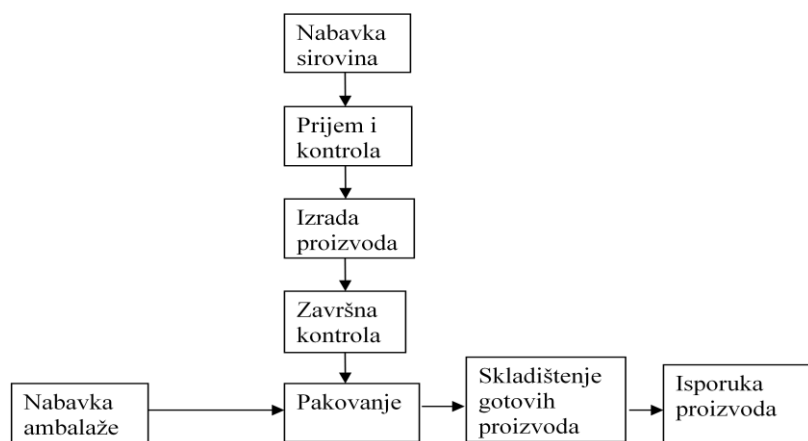 Nabavka
sirovina
Prijem i
kontrola
Izrada
proizvoda
Završna
kontrola
Nabavka
ambalaže
Pakovanje
Skladištenje
gotovih
proizvoda
Isporuka
proizvoda